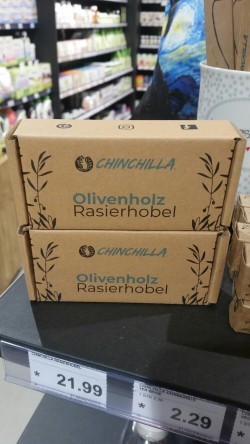 CHINCHILLA
Olivenholz
Rasierhobel
CHINCHILLA
Olivenholz
Rasierhobel
* 21.99
* 2.29